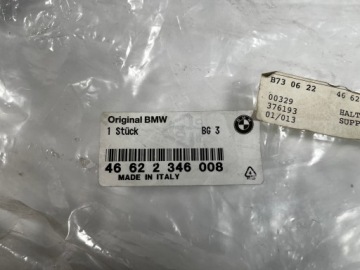 Original BMW
1 Stück BG 3
46 62 2 346 008
MADE IN ITALY
B73 06 22 46 62
00329
376193 HALT
01/013 SUPP